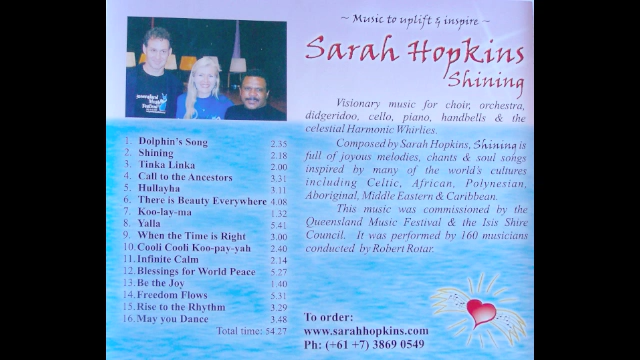 ~ Music to uplift & inspire ~
Sarah Hopkins
Shining
Visionary music for choir, orchestra,
didgeridoo, cello, piano, handbells & the
celestial Harmonic Whirlies.
Composed by Sarah Hopkins, Shining is
full of joyous melodies, chants & soul songs
inspired by many of the world's cultures
including Celtic, African, Polynesian,
Aboriginal, Middle Eastern & Caribbean.
This music was commissioned by the
Queensland Music Festival & the Isis Shire
Council. It was performed by 160 musicians
conducted by Robert Rotar.
1. Dolphin's Song 2.35
2. Shining 2.18
3. Tinka Linka 2.00
4. Call to the Ancestors 3.31
5. Hullayha 3.11
6. There is Beauty Everywhere 4.08
7. Koo-lay-ma 1.32
8. Yalla 5.41
9. When the Time is Right 3.00
10. Cooli Cooli Koo-pay-yah 2.40
11. Infinite Calm 2.14
12. Blessings for World Peace 5.27
13. Be the Joy 1.40
14. Freedom Flows 5.31
15. Rise to the Rhythm 3.29
16. May you Dance 3.48
Total time: 54.27
To order:
www.sarahhopkins.com
Ph: (+61 +7) 3869 0549